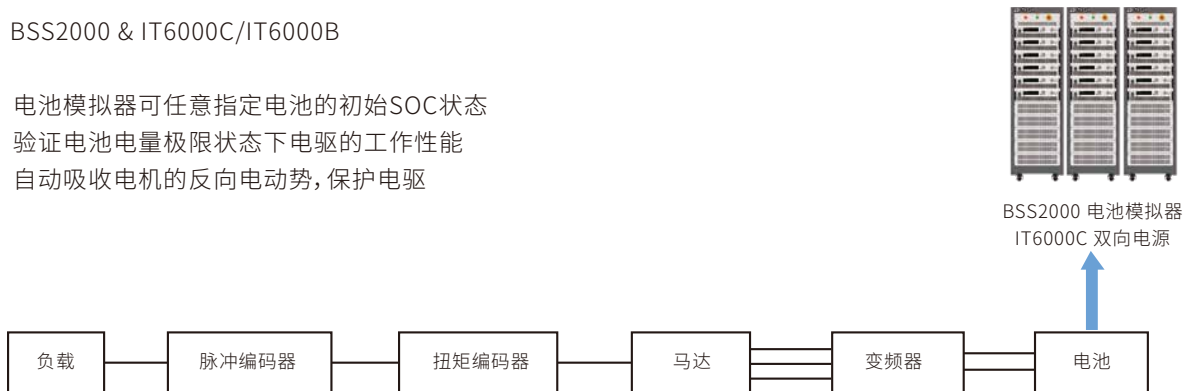 BSS2000 & IT6000C/IT6000B
电池模拟器可任意指定电池的初始SOC状态
验证电池电量极限状态下电驱的工作性能
自动吸收电机的反向电动势，保护电驱
BSS2000 电池模拟器
IT6000C 双向电源
负载
脉冲编码器
扭矩编码器
马达
变频器
电池